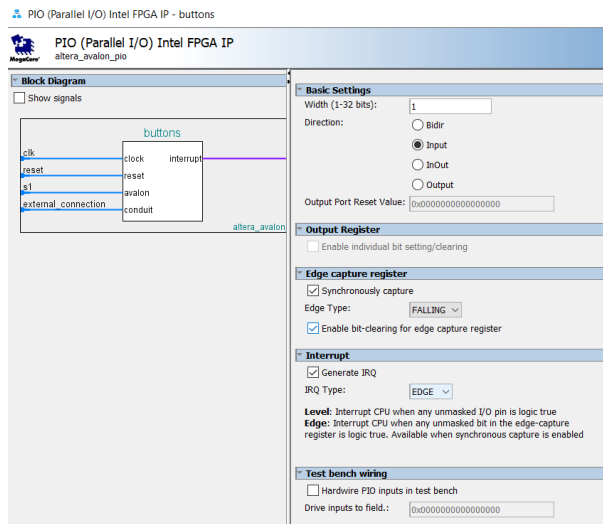 PIO (Parallel I/O) Intel FPGA IP - buttons
PIO (Parallel I/O) Intel FPGA IP
altera_avalon_pio
MegaCore'
Block Diagram
Show signals
buttons
clk
clock
interrupt
reset
reset
s1
avalon
external_connection
conduit
altera_avalon
Basic Settings
Width (1-32 bits):
1
Direction:
Bidir
Input
InOut
Output
Output Port Reset Value:
0x0000000000000000
Output Register
Enable individual bit setting/clearing
Edge capture register
Synchronously capture
Edge Type:
FALLING
Enable bit-clearing for edge capture register
Interrupt
Generate IRQ
IRQ Type:
EDGE
Level: Interrupt CPU when any unmasked I/O pin is logic true
Edge: Interrupt CPU when any unmasked bit in the edge-capture
register is logic true. Available when synchronous capture is enabled
Test bench wiring
Hardwire PIO inputs in test bench
Drive inputs to field.:
0x0000000000000000